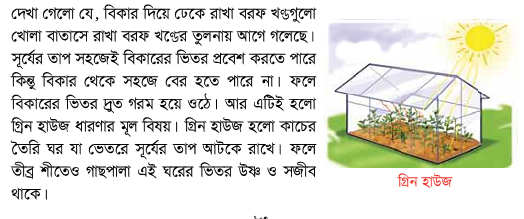 দেখা গেলো যে, বিকার দিয়ে ঢেকে রাখা বরফ খণ্ডগুলো
খোলা বাতাসে রাখা বরফ খণ্ডের তুলনায় আগে গলেছে।
সূর্যের তাপ সহজেই বিকারের ভিতর প্রবেশ করতে পারে
কিন্তু বিকার থেকে সহজে বের হতে পারে না। ফলে
বিকারের ভিতর দ্রুত গরম হয়ে ওঠে। আর এটিই হলো
গ্রিন হাউজ ধারণার মূল বিষয়। গ্রিন হাউজ হলো কাচের
তৈরি ঘর যা ভেতরে সূর্যের তাপ আটকে রাখে। ফলে
তীব্র শীতেও গাছপালা এই ঘরের ভিতর উষ্ণ ও সজীব
থাকে।
গ্রিন হাউজ